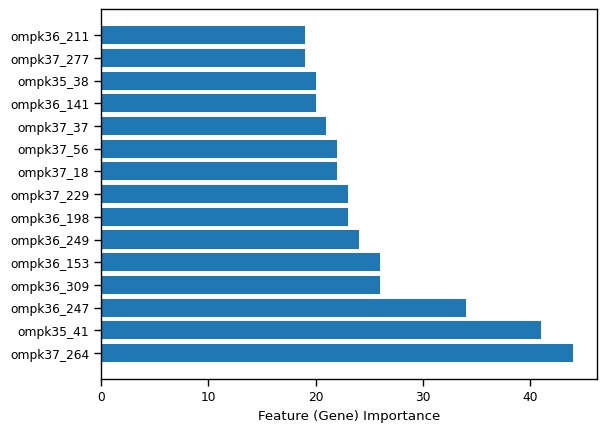 ompk36_211
ompk37_277
ompk35_38
ompk36_141
ompk37_37
ompk37_56
ompk37_18
ompk37_229
ompk36_198
ompk36_249
ompk36_153
ompk36_309
ompk36_247
ompk35_41
ompk37_264
0 10 20 30 40
Feature (Gene) Importance